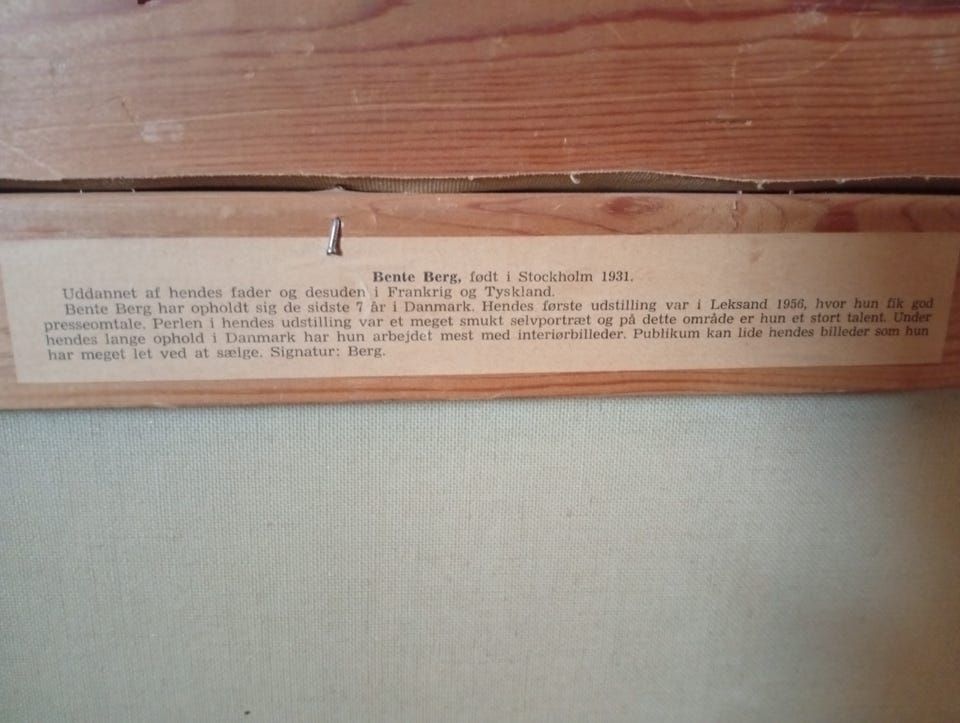 Bente Berg, født i Stockholm 1931.
Uddannet af hendes fader og desuden i Frankrig og Tyskland.
Bente Berg har opholdt sig de sidste 7 år i Danmark. Hendes første udstilling var i Leksand 1956, hvor hun fik god
presseomtale. Perlen i hendes udstilling var et meget smukt selvportræt og på dette område er hun et stort talent. Under
hendes lange ophold i Danmark har hun arbejdet mest med interiørbilleder. Publikum kan lide hendes billeder som hun
har meget let ved at sælge. Signatur: Berg.